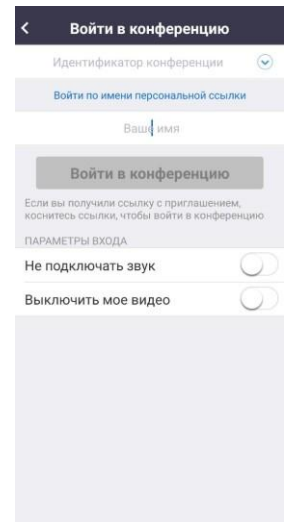 Войти в конференцию
Идентификатор конференции
Войти по имени персональной ссылки
Ваше имя
Войти в конференцию
Если вы получили ссылку с приглашением,
коснитесь ссылки, чтобы войти в конференцию
ПАРАМЕТРЫ ВХОДА
Не подключать звук
Выключить мое видео